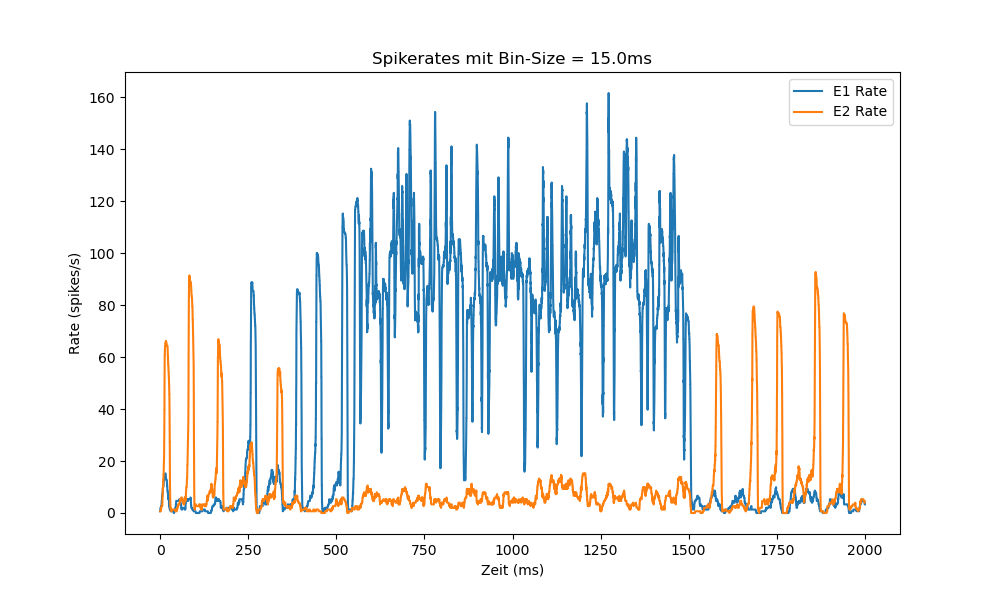 Spikerates mit Bin-Size = 15.0ms
E1 Rate
E2 Rate
Rate (spikes/s)
160
140
120
100
80
60
40
20
0
0 250 500 750 1000 1250 1500 1750 2000
Zeit (ms)